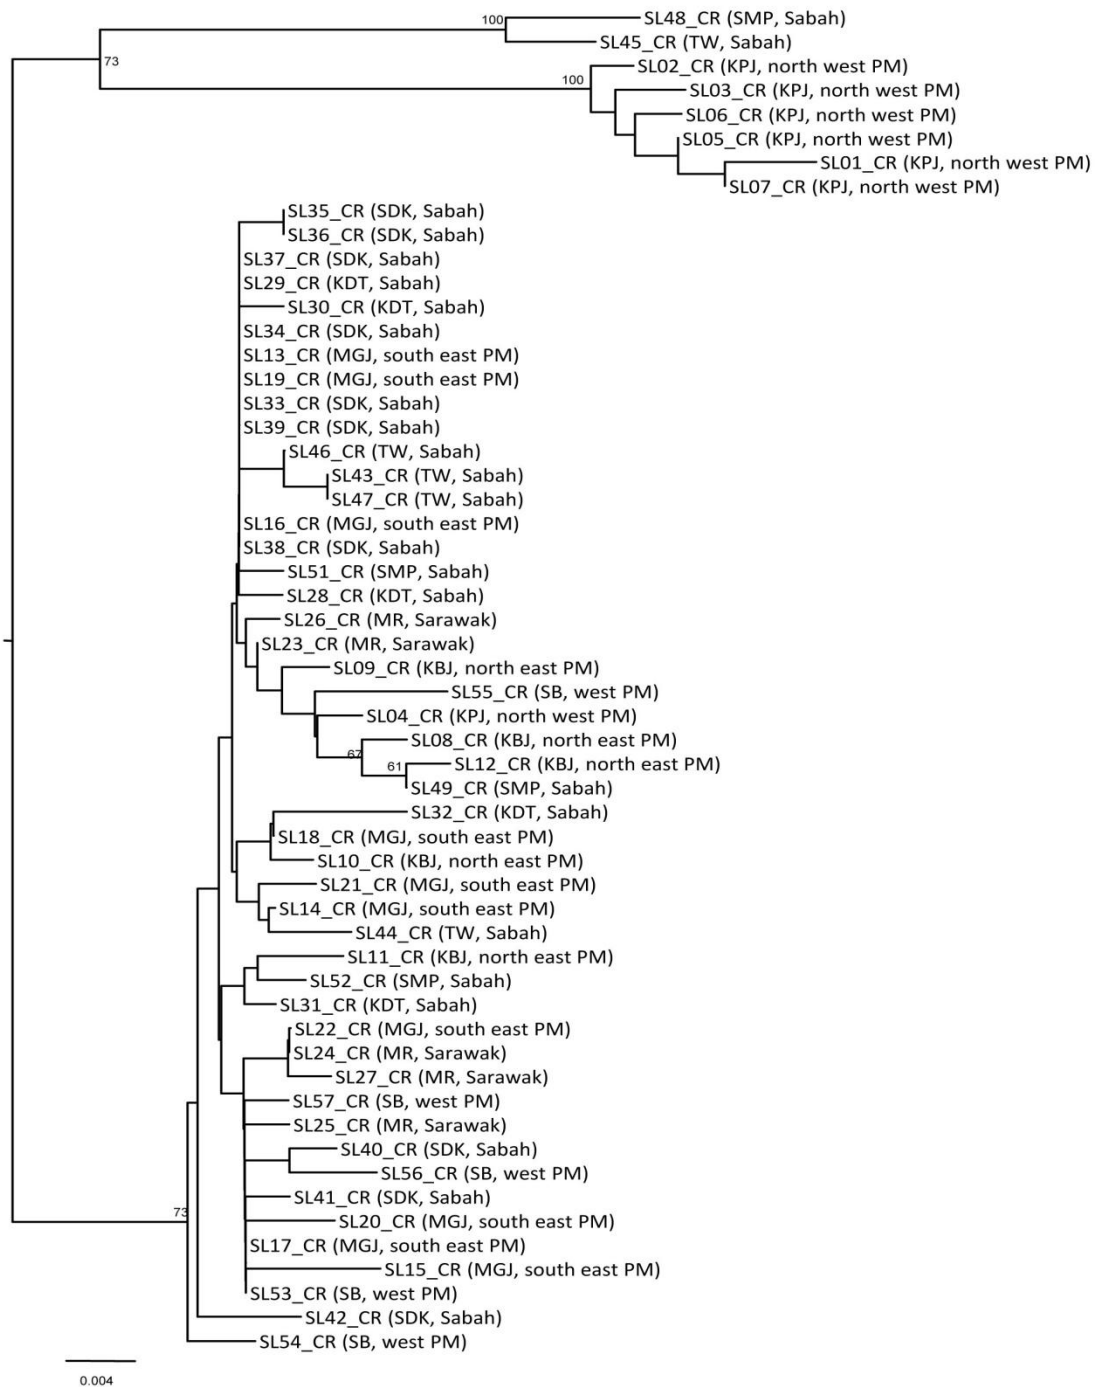 100
SL48_CR (SMP, Sabah)
SL45_CR (TW, Sabah)
73
SL02_CR (KPJ, north west PM)
100
SL03_CR (KPJ, north west PM)
SL06_CR (KPJ, north west PM)
SL05_CR (KPJ, north west PM)
SL01_CR (KPJ, north west PM)
SL07_CR (KPJ, north west PM)
SL35_CR (SDK, Sabah)
SL36_CR (SDK, Sabah)
SL37_CR (SDK, Sabah)
SL29_CR (KDT, Sabah)
SL30_CR (KDT, Sabah)
SL34_CR (SDK, Sabah)
SL13_CR (MGJ, south east PM)
SL19_CR (MGJ, south east PM)
SL33_CR (SDK, Sabah)
SL39_CR (SDK, Sabah)
SL46_CR (TW, Sabah)
SL43_CR (TW, Sabah)
SL47_CR (TW, Sabah)
SL16_CR (MGJ, south east PM)
SL38_CR (SDK, Sabah)
SL51_CR (SMP, Sabah)
SL28_CR (KDT, Sabah)
SL26_CR (MR, Sarawak)
SL23_CR (MR, Sarawak)
SL09_CR (KBJ, north east PM)
SL55_CR (SB, west PM)
SL04_CR (KPJ, north west PM)
SL08_CR (KBJ, north east PM)
67
61
SL12_CR (KBJ, north east PM)
SL49_CR (SMP, Sabah)
SL32_CR (KDT, Sabah)
SL18_CR (MGJ, south east PM)
SL10_CR (KBJ, north east PM)
SL21_CR (MGJ, south east PM)
SL14_CR (MGJ, south east PM)
SL44_CR (TW, Sabah)
SL11_CR (KBJ, north east PM)
SL52_CR (SMP, Sabah)
SL31_CR (KDT, Sabah)
SL22_CR (MGJ, south east PM)
SL24_CR (MR, Sarawak)
SL27_CR (MR, Sarawak)
SL57_CR (SB, west PM)
SL25_CR (MR, Sarawak)
SL40_CR (SDK, Sabah)
SL56_CR (SB, west PM)
SL41_CR (SDK, Sabah)
73
SL20_CR (MGJ, south east PM)
SL17_CR (MGJ, south east PM)
SL15_CR (MGJ, south east PM)
SL53_CR (SB, west PM)
SL42_CR (SDK, Sabah)
SL54_CR (SB, west PM)
0.004